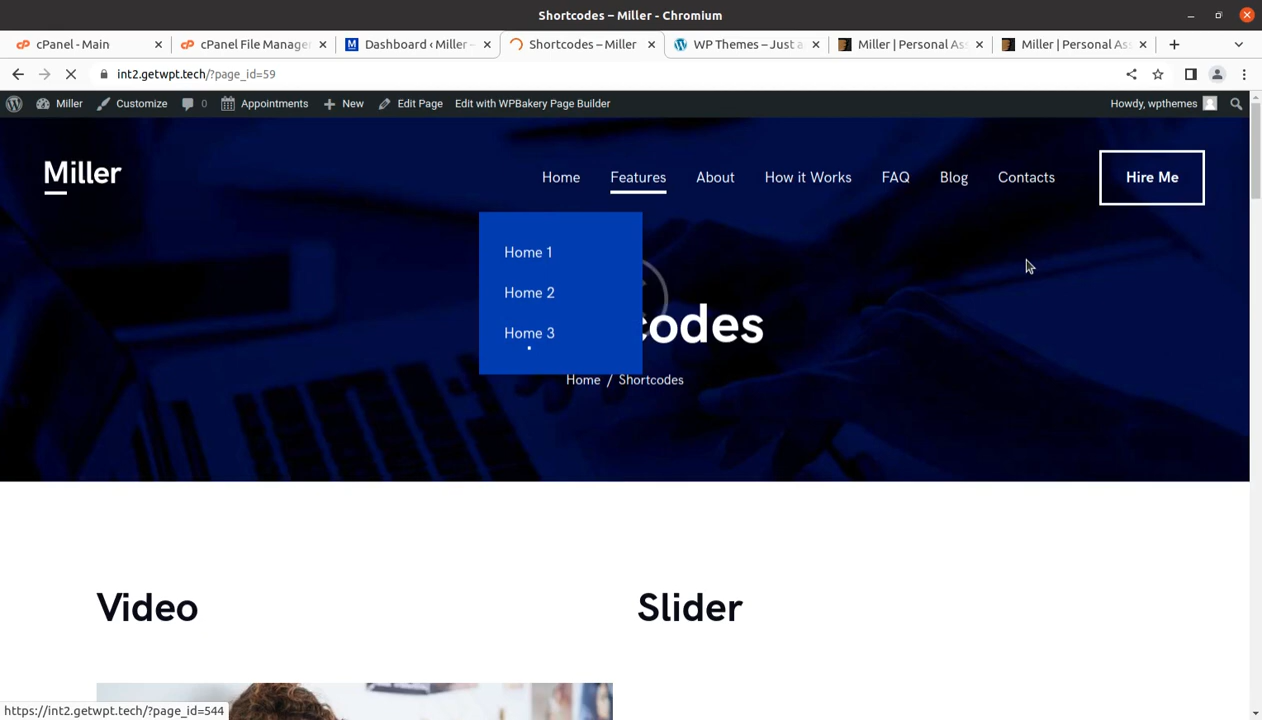 Shortcodes – Miller - Chromium
cPanel - Main
cPanel File Manager
Dashboard ‹ Miller –
Shortcodes – Miller
WP Themes – Just a
Miller | Personal Ass
Miller | Personal Ass
int2.getwpt.tech/?page_id=59
Miller
Customize
0
Appointments
New
Edit Page
Edit with WPBakery Page Builder
Howdy, wpthemes
Miller
Home
Features
About
How it Works
FAQ
Blog
Contacts
Hire Me
Home 1
Home 2
Home 3
codes
Home / Shortcodes
Video
Slider
https://int2.getwpt.tech/?page_id=544